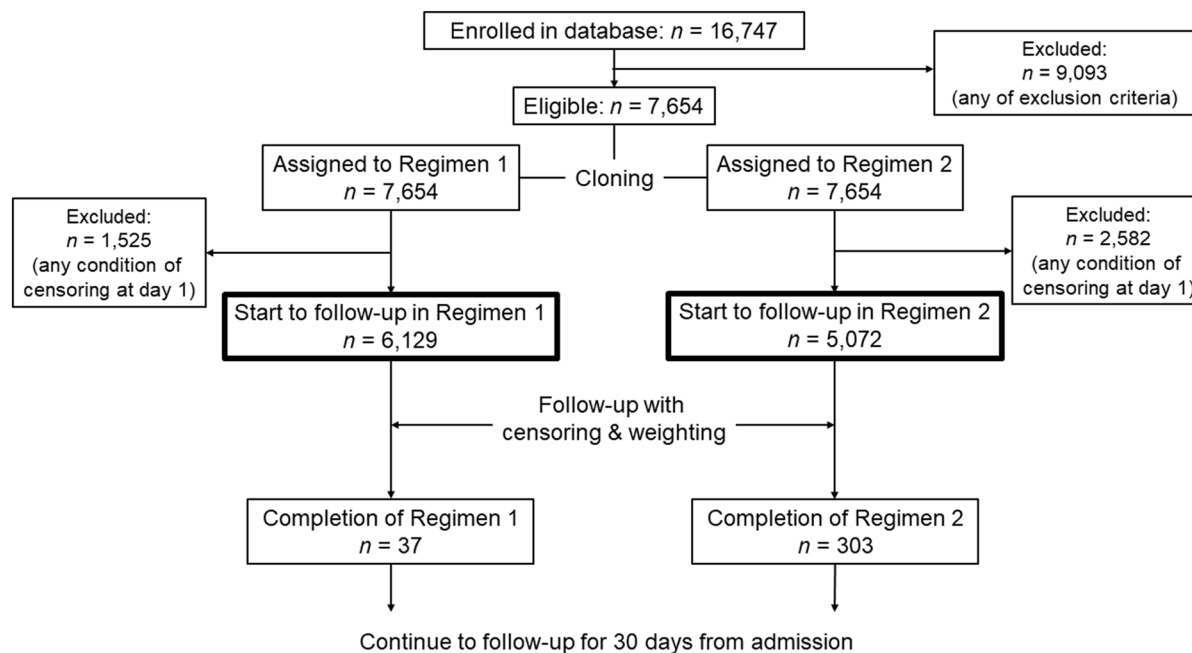 Enrolled in database: n = 16,747
Excluded:
n = 9,093
(any of exclusion criteria)
Eligible: n = 7,654
Assigned to Regimen 1
n = 7,654
Cloning
Assigned to Regimen 2
n = 7,654
Excluded:
n = 1,525
(any condition of
censoring at day 1)
Excluded:
n = 2,582
(any condition of
censoring at day 1)
Start to follow-up in Regimen 1
n = 6,129
Start to follow-up in Regimen 2
n = 5,072
Follow-up with
censoring & weighting
Completion of Regimen 1
n = 37
Completion of Regimen 2
n = 303
Continue to follow-up for 30 days from admission